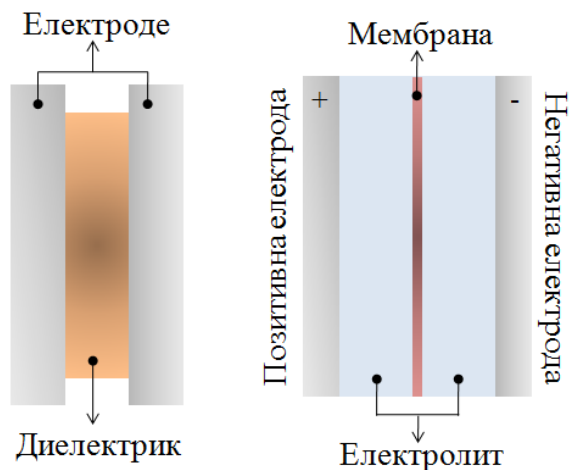 Електроде
Диелектрик
Мембрана
+
-
Позитивна електрода
Негативна електрода
Електролит